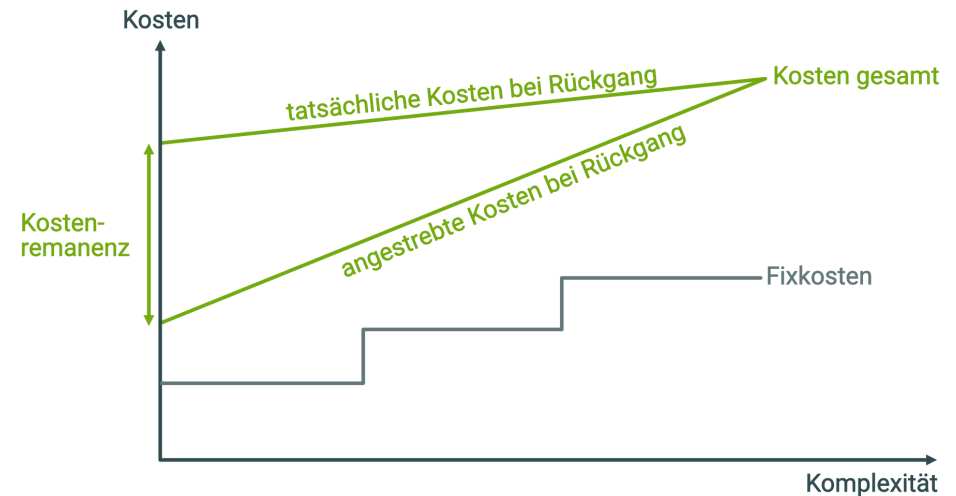 Kosten
Kosten gesamt
tatsächliche Kosten bei Rückgang
angestrebte Kosten bei Rückgang
Kosten-
remanenz
Fixkosten
Komplexität